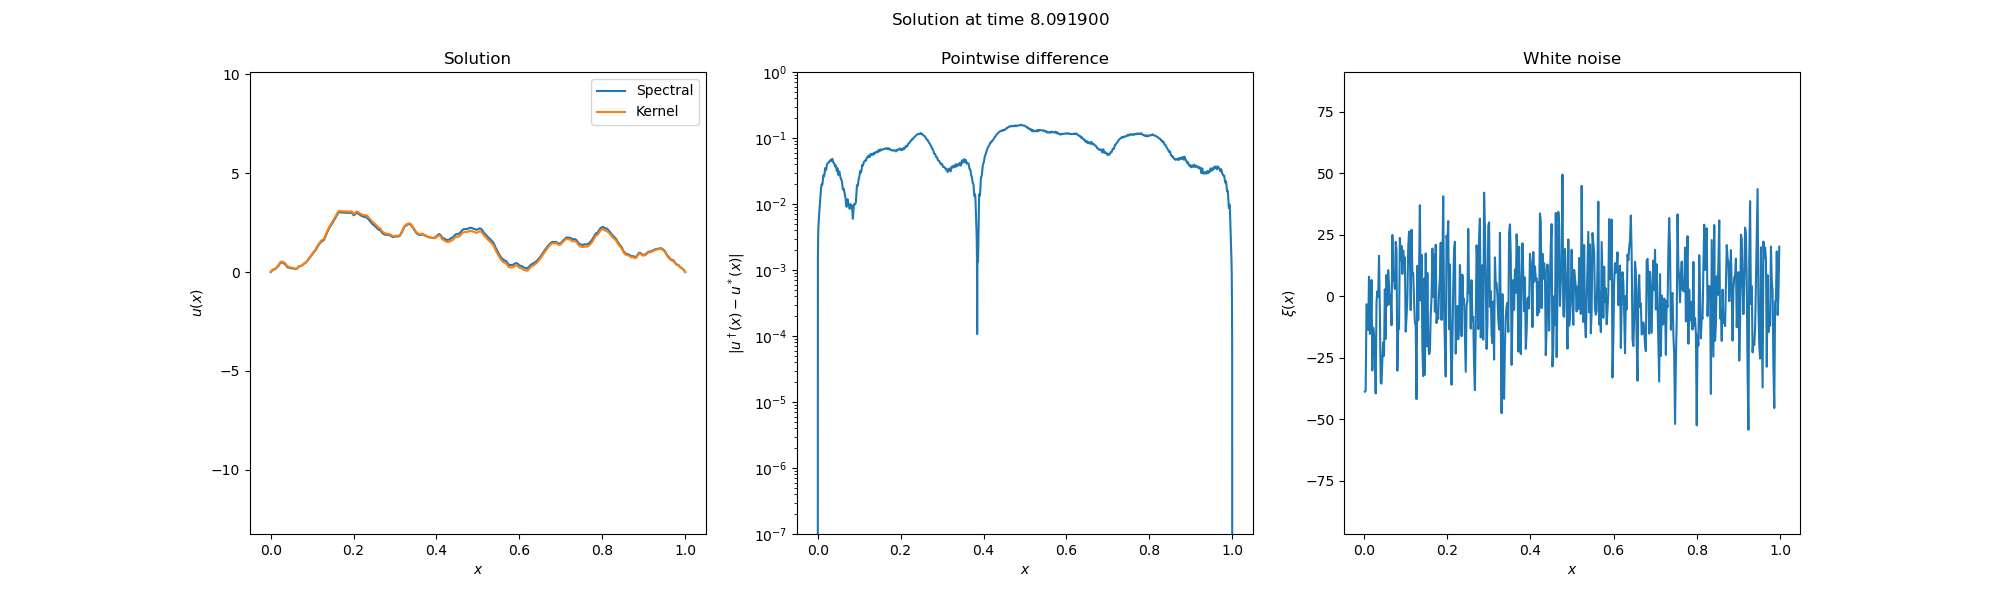 Solution at time 8.091900
Solution
10
5
0
−5
−10
u(x)
0.0 0.2 0.4 0.6 0.8 1.0
x
Spectral
Kernel
Pointwise difference
10⁰
10⁻¹
10⁻²
10⁻³
10⁻⁴
10⁻⁵
10⁻⁶
10⁻⁷
|u†(x) − u*(x)|
0.0 0.2 0.4 0.6 0.8 1.0
x
White noise
75
50
25
0
−25
−50
−75
ξ(x)
0.0 0.2 0.4 0.6 0.8 1.0
x